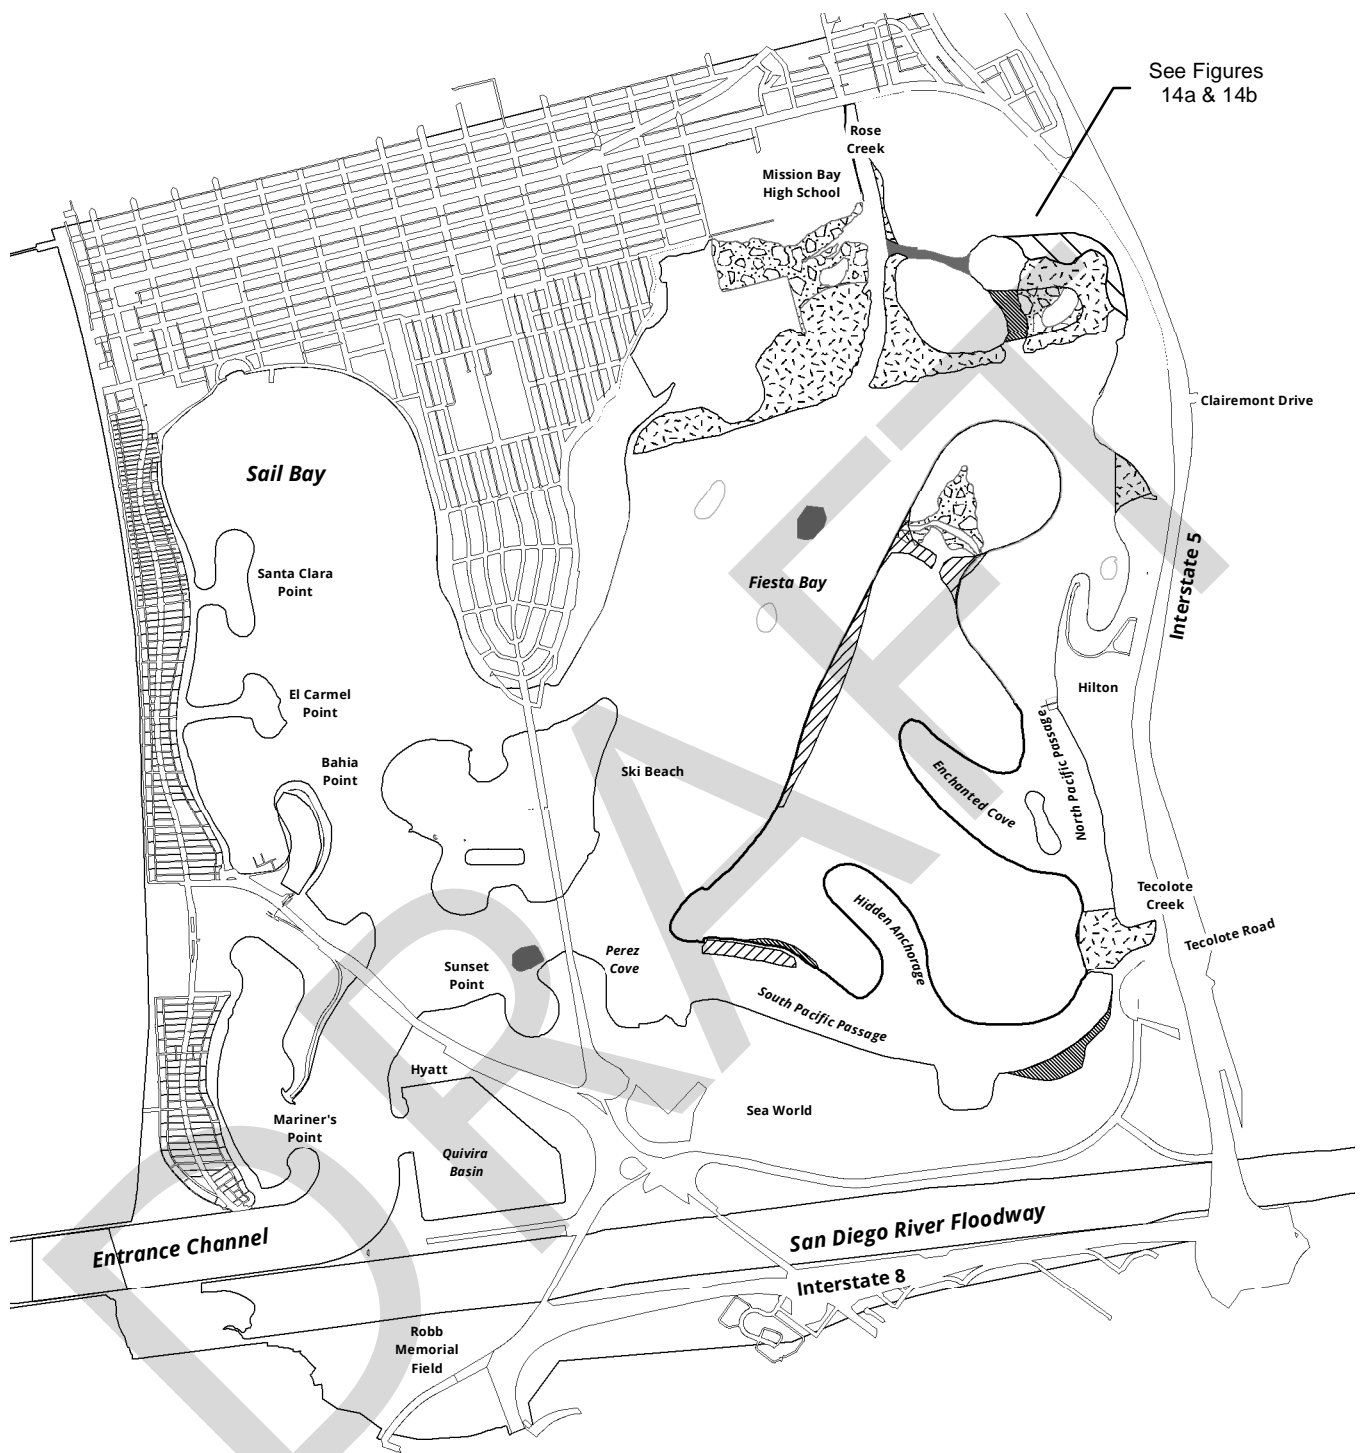 See Figures
14a & 14b
Rose
Creek
Mission Bay
High School
Clairemont Drive
Sail Bay
Santa Clara
Point
Fiesta Bay
Interstate 5
El Carmel
Point
Hilton
Bahia
Point
Ski Beach
North Pacific Passage
Enchanted Cove
Tecolote
Creek
Hidden Anchorage
Tecolote Road
Perez
Cove
Sunset
Point
South Pacific Passage
Hyatt
Sea World
Mariner's
Point
Quivira
Basin
Entrance Channel
San Diego River Floodway
Interstate 8
Robb
Memorial
Field
DRAFT